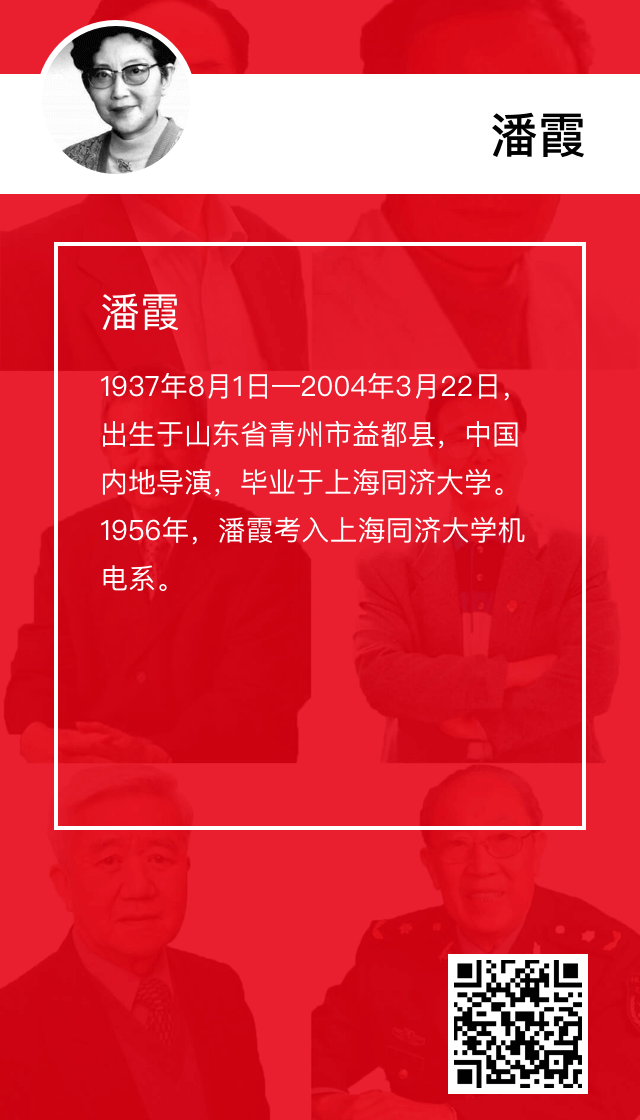 潘霞
潘霞
1937年8月1日—2004年3月22日，
出生于山东省青州市益都县，中国
内地导演，毕业于上海同济大学。
1956年，潘霞考入上海同济大学机
电系。